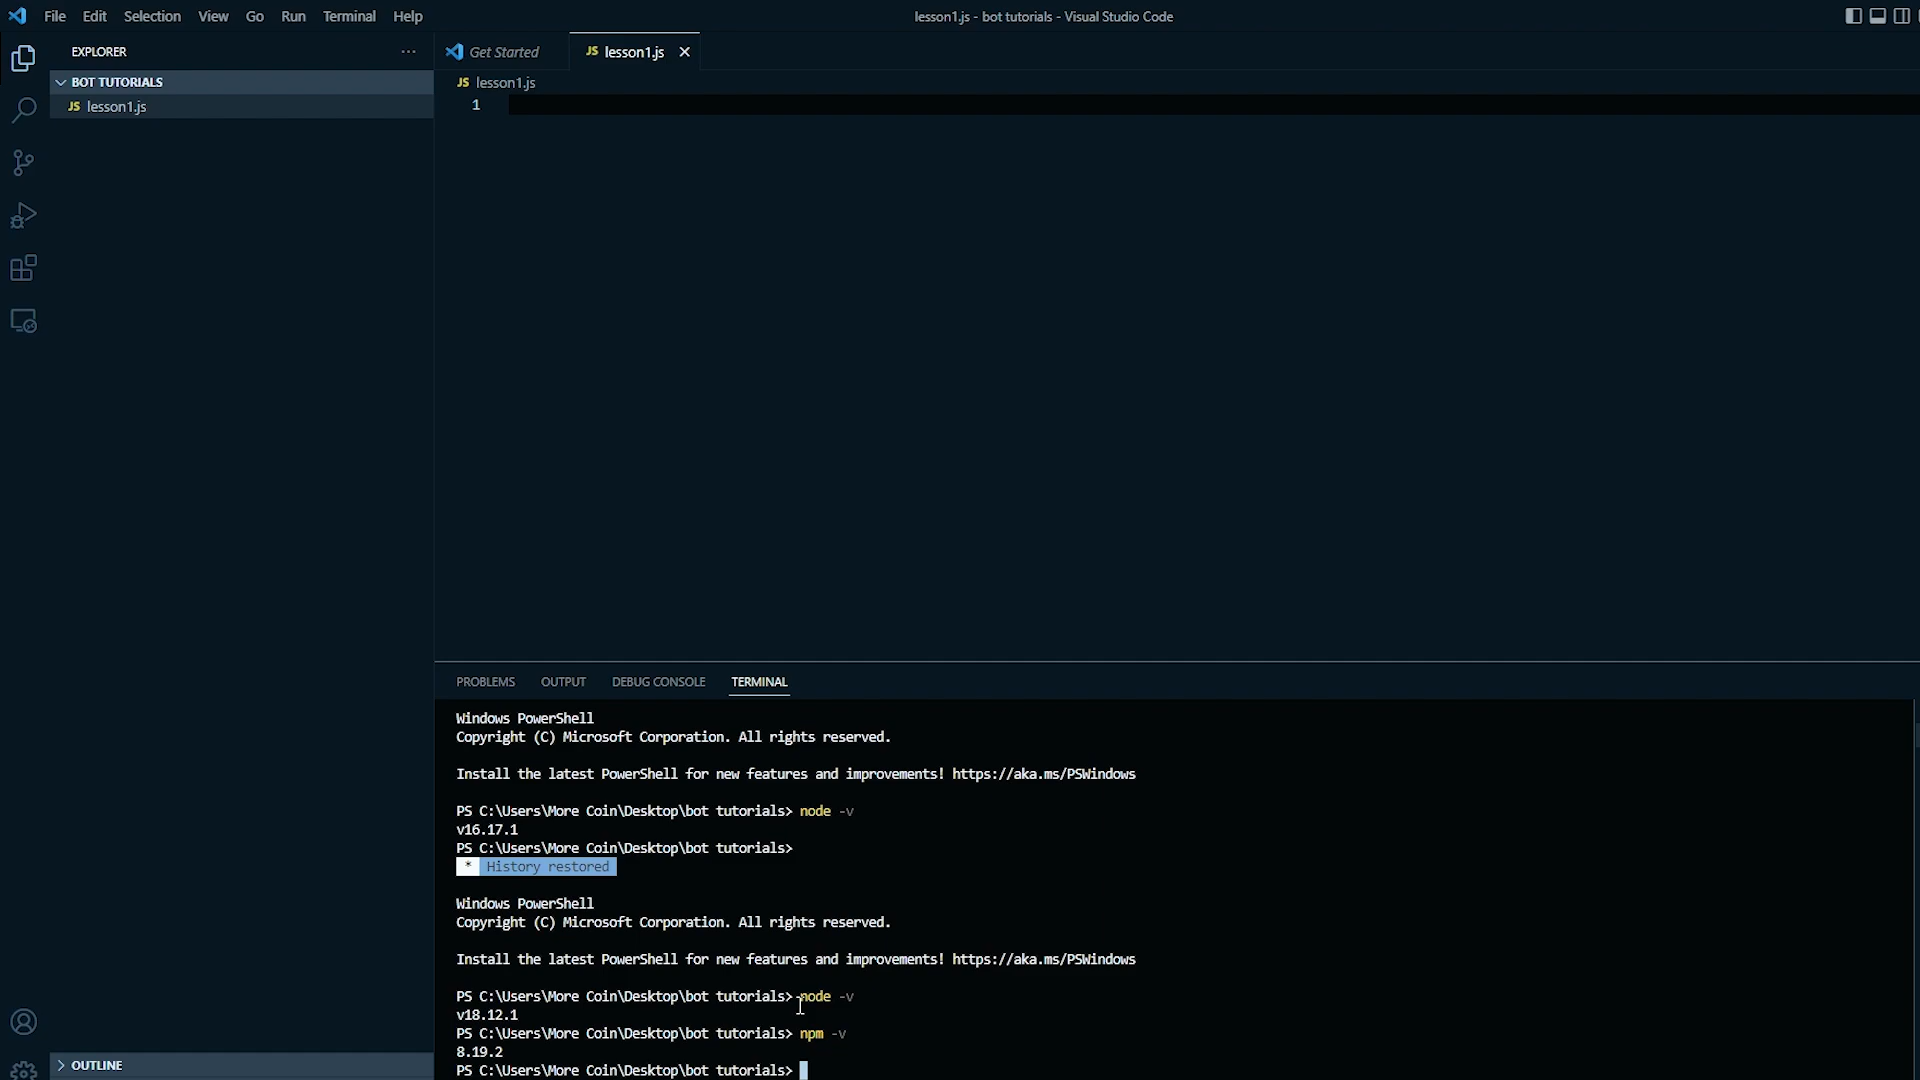 File Edit Selection View Go Run Terminal Help
lesson1.js - bot tutorials - Visual Studio Code
EXPLORER
BOT TUTORIALS
JS lesson1.js
OUTLINE
Get Started
JS lesson1.js
JS lesson1.js
1
PROBLEMS OUTPUT DEBUG CONSOLE TERMINAL
Windows PowerShell
Copyright (C) Microsoft Corporation. All rights reserved.
Install the latest PowerShell for new features and improvements! https://aka.ms/PSWindows
PS C:\Users\More Coin\Desktop\bot tutorials> node -v
v16.17.1
PS C:\Users\More Coin\Desktop\bot tutorials>
* History restored
Windows PowerShell
Copyright (C) Microsoft Corporation. All rights reserved.
Install the latest PowerShell for new features and improvements! https://aka.ms/PSWindows
PS C:\Users\More Coin\Desktop\bot tutorials> node -v
v18.12.1
PS C:\Users\More Coin\Desktop\bot tutorials> npm -v
8.19.2
PS C:\Users\More Coin\Desktop\bot tutorials>